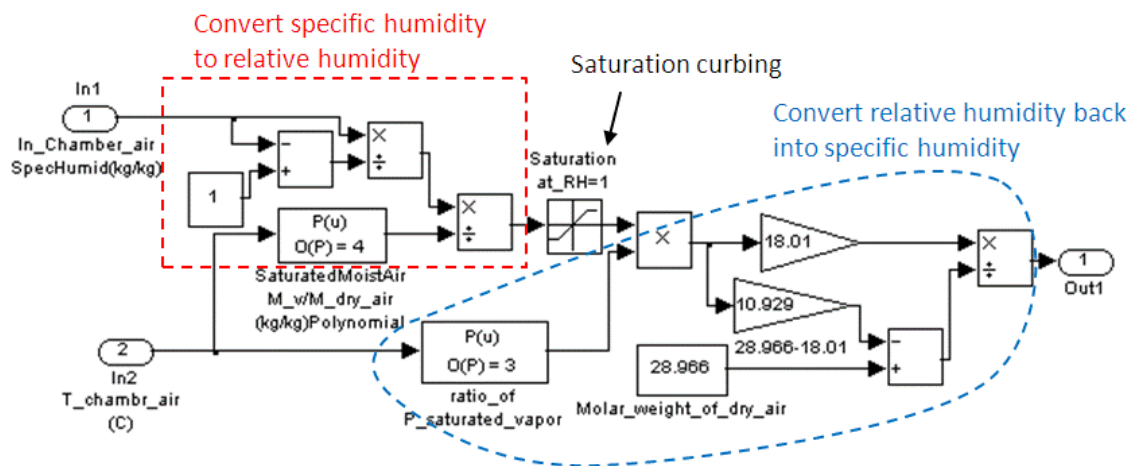 Convert specific humidity
to relative humidity
Saturation curbing
Convert relative humidity back
into specific humidity
In1
1
In_Chamber_air
SpecHumid(kg/kg)
−
+
×
÷
1
×
÷
P(u)
O(P) = 4
SaturatedMoistAir
M_v/M_dry_air
(kg/kg)Polynomial
Saturation
at_RH=1
×
18.01
10.929
28.966-18.01
×
÷
1
Out1
−
+
28.966
Molar_weight_of_dry_air
2
In2
T_chambr_air
(C)
P(u)
O(P) = 3
ratio_of
P_saturated_vapor